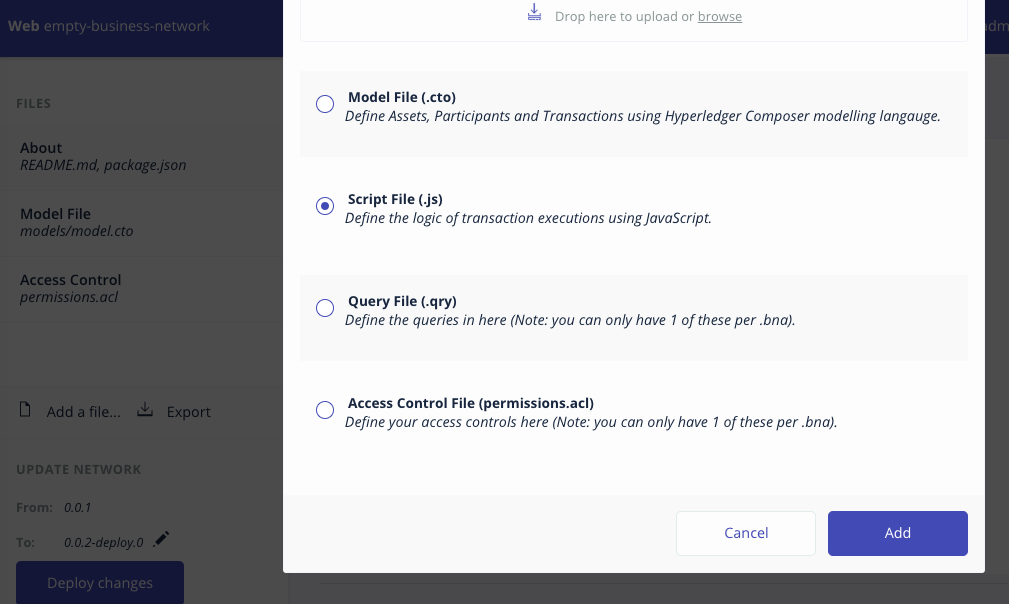 Web empty-business-network
FILES
About
README.md, package.json
Model File
models/model.cto
Access Control
permissions.acl
Add a file...
Export
UPDATE NETWORK
From: 0.0.1
To: 0.0.2-deploy.0
Deploy changes
Drop here to upload or browse
Model File (.cto)
Define Assets, Participants and Transactions using Hyperledger Composer modelling langauge.
Script File (.js)
Define the logic of transaction executions using JavaScript.
Query File (.qry)
Define the queries in here (Note: you can only have 1 of these per .bna).
Access Control File (permissions.acl)
Define your access controls here (Note: you can only have 1 of these per .bna).
Cancel
Add